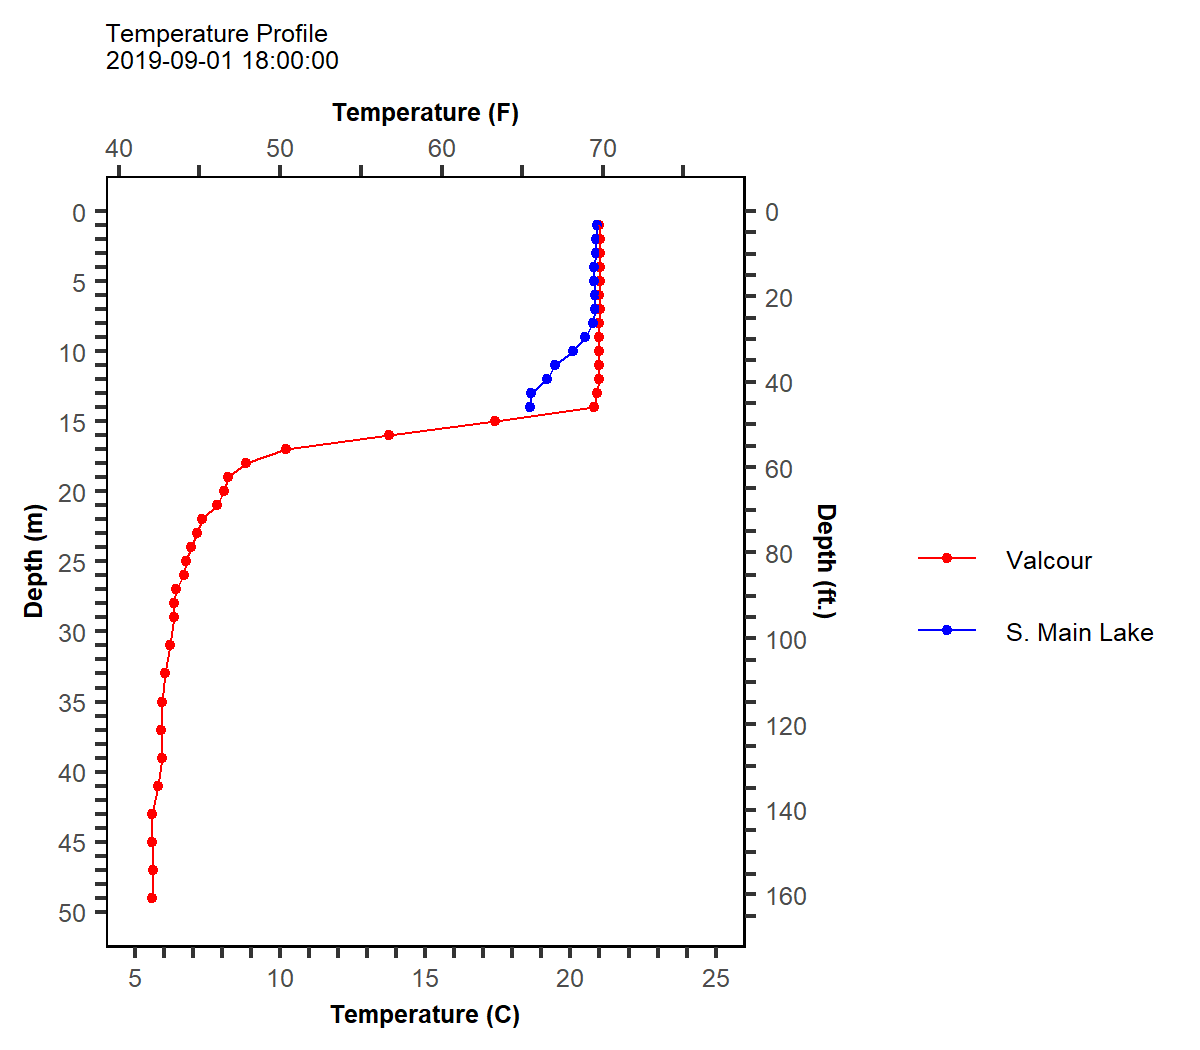 Temperature Profile
2019-09-01 18:00:00
Temperature (F)
40 50 60 70
0
5
10
15
20
25
30
35
40
45
50
Depth (m)
0
20
40
60
80
100
120
140
160
Depth (ft.)
Valcour
S. Main Lake
5 10 15 20 25
Temperature (C)